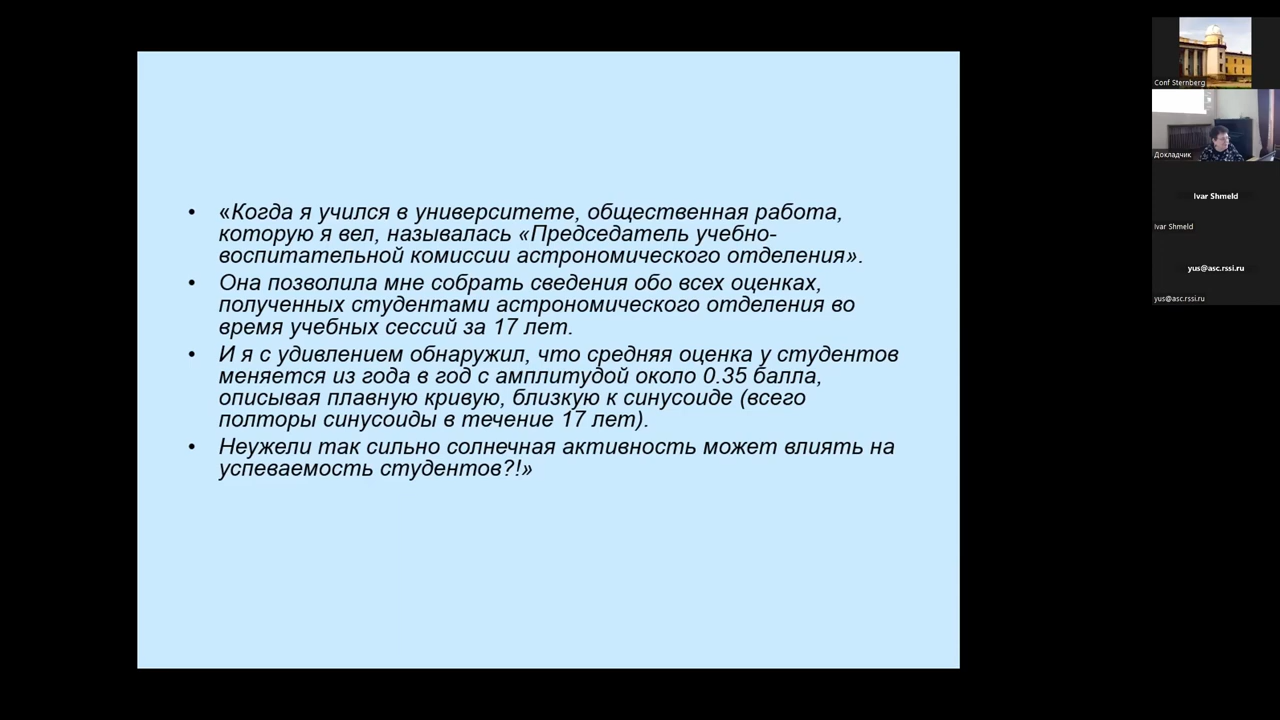 • «Когда я учился в университете, общественная работа,
которую я вел, называлась «Председатель учебно-
воспитательной комиссии астрономического отделения».
• Она позволила мне собрать сведения обо всех оценках,
полученных студентами астрономического отделения во
время учебных сессий за 17 лет.
• И я с удивлением обнаружил, что средняя оценка у студентов
меняется из года в год с амплитудой около 0.35 балла,
описывая плавную кривую, близкую к синусоиде (всего
полторы синусоиды в течение 17 лет).
• Неужели так сильно солнечная активность может влиять на
успеваемость студентов?!»
Conf Sternberg
Докладчик
Ivar Shmeld
Ivar Shmeld
yus@asc.rssi.ru
yus@asc.rssi.ru